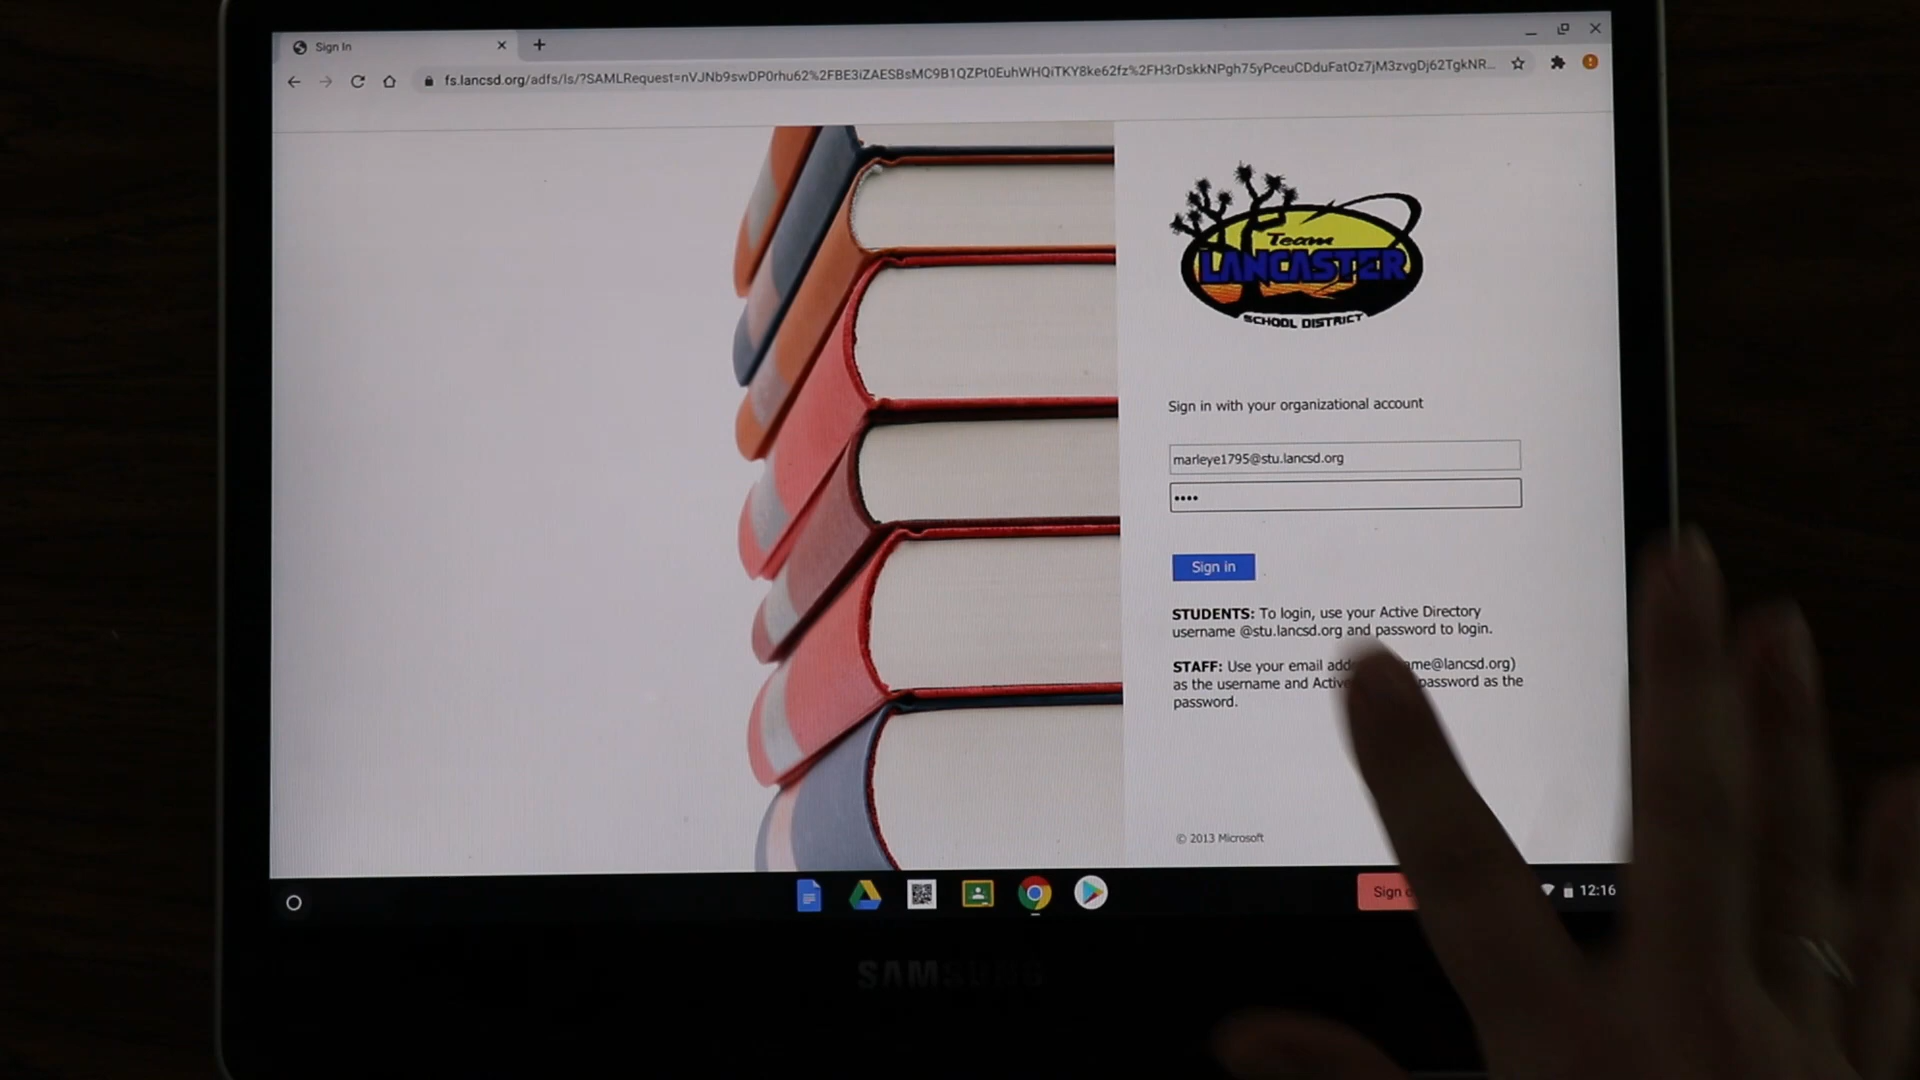 Sign In
fs.lancsd.org/adfs/ls/?SAMLRequest=nVJNb9swDP0rhu62%2FBE3iZAESBsMC9B1QZPt0EuhWHQiTKY8ke62fz%2FH3rDskkNPgh75yPceuCDduFatOz7jM3zvgDj62TgkNR...
Team
LANCASTER
SCHOOL DISTRICT
Sign in with your organizational account
marleye1795@stu.lancsd.org
••••
Sign in
STUDENTS: To login, use your Active Directory
username @stu.lancsd.org and password to login.
STAFF: Use your email me@lancsd.org)
as the username and password as the
password.
© 2013 Microsoft
Sign
12:16
SAMSUNG